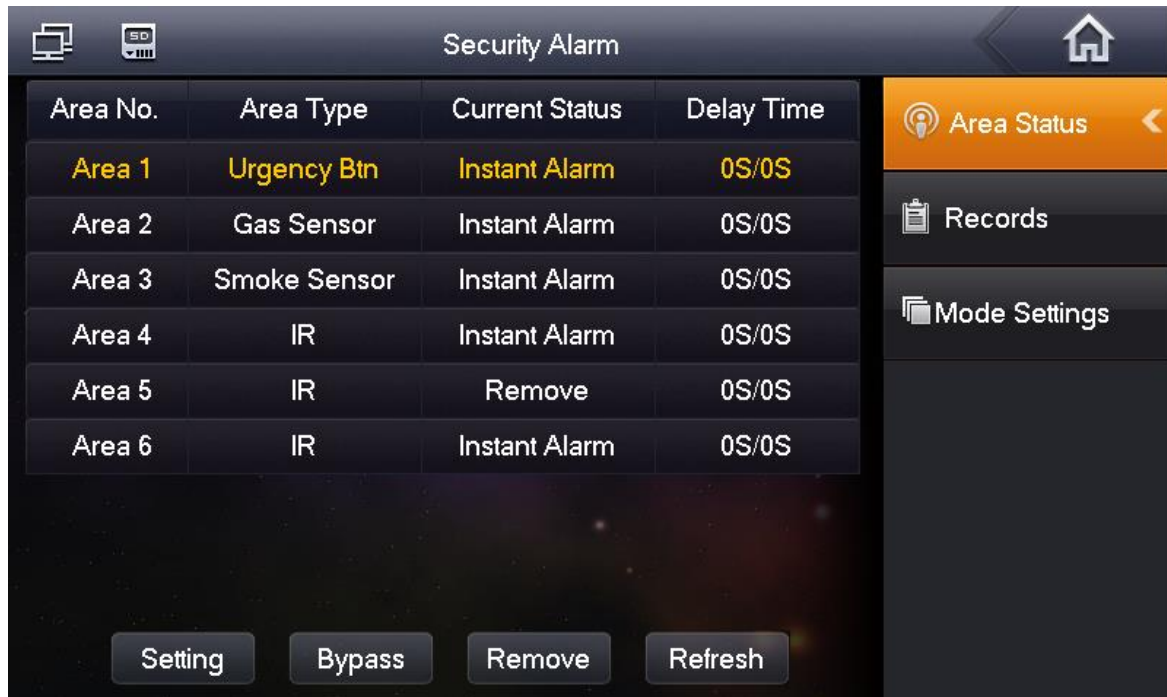 SD
Security Alarm
Area No. Area Type Current Status Delay Time
Area 1 Urgency Btn Instant Alarm 0S/0S
Area 2 Gas Sensor Instant Alarm 0S/0S
Area 3 Smoke Sensor Instant Alarm 0S/0S
Area 4 IR Instant Alarm 0S/0S
Area 5 IR Remove 0S/0S
Area 6 IR Instant Alarm 0S/0S
Setting Bypass Remove Refresh
Area Status
Records
Mode Settings